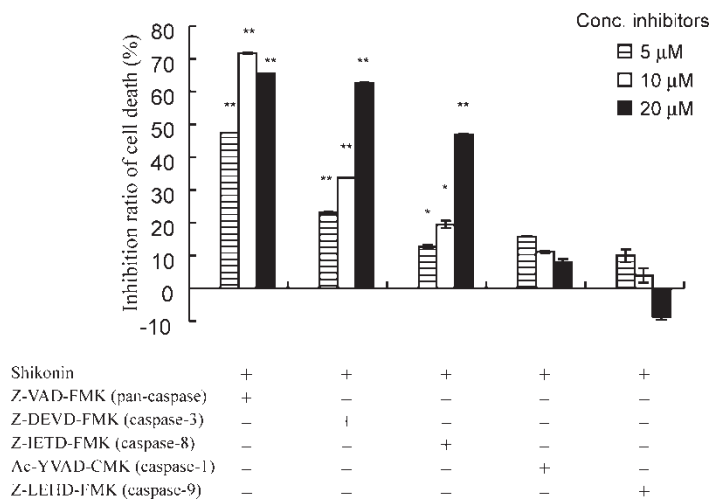 Conc. inhibitors
5 µM
10 µM
20 µM
Inhibition ratio of cell death (%)
80
70
60
50
40
30
20
10
0
-10
** ** **
** ** **
* * **
Shikonin + + + + +
Z-VAD-FMK (pan-caspase) + – – – –
Z-DEVD-FMK (caspase-3) – + – – –
Z-IETD-FMK (caspase-8) – – + – –
Ac-YVAD-CMK (caspase-1) – – – + –
Z-LEHD-FMK (caspase-9) – – – – +